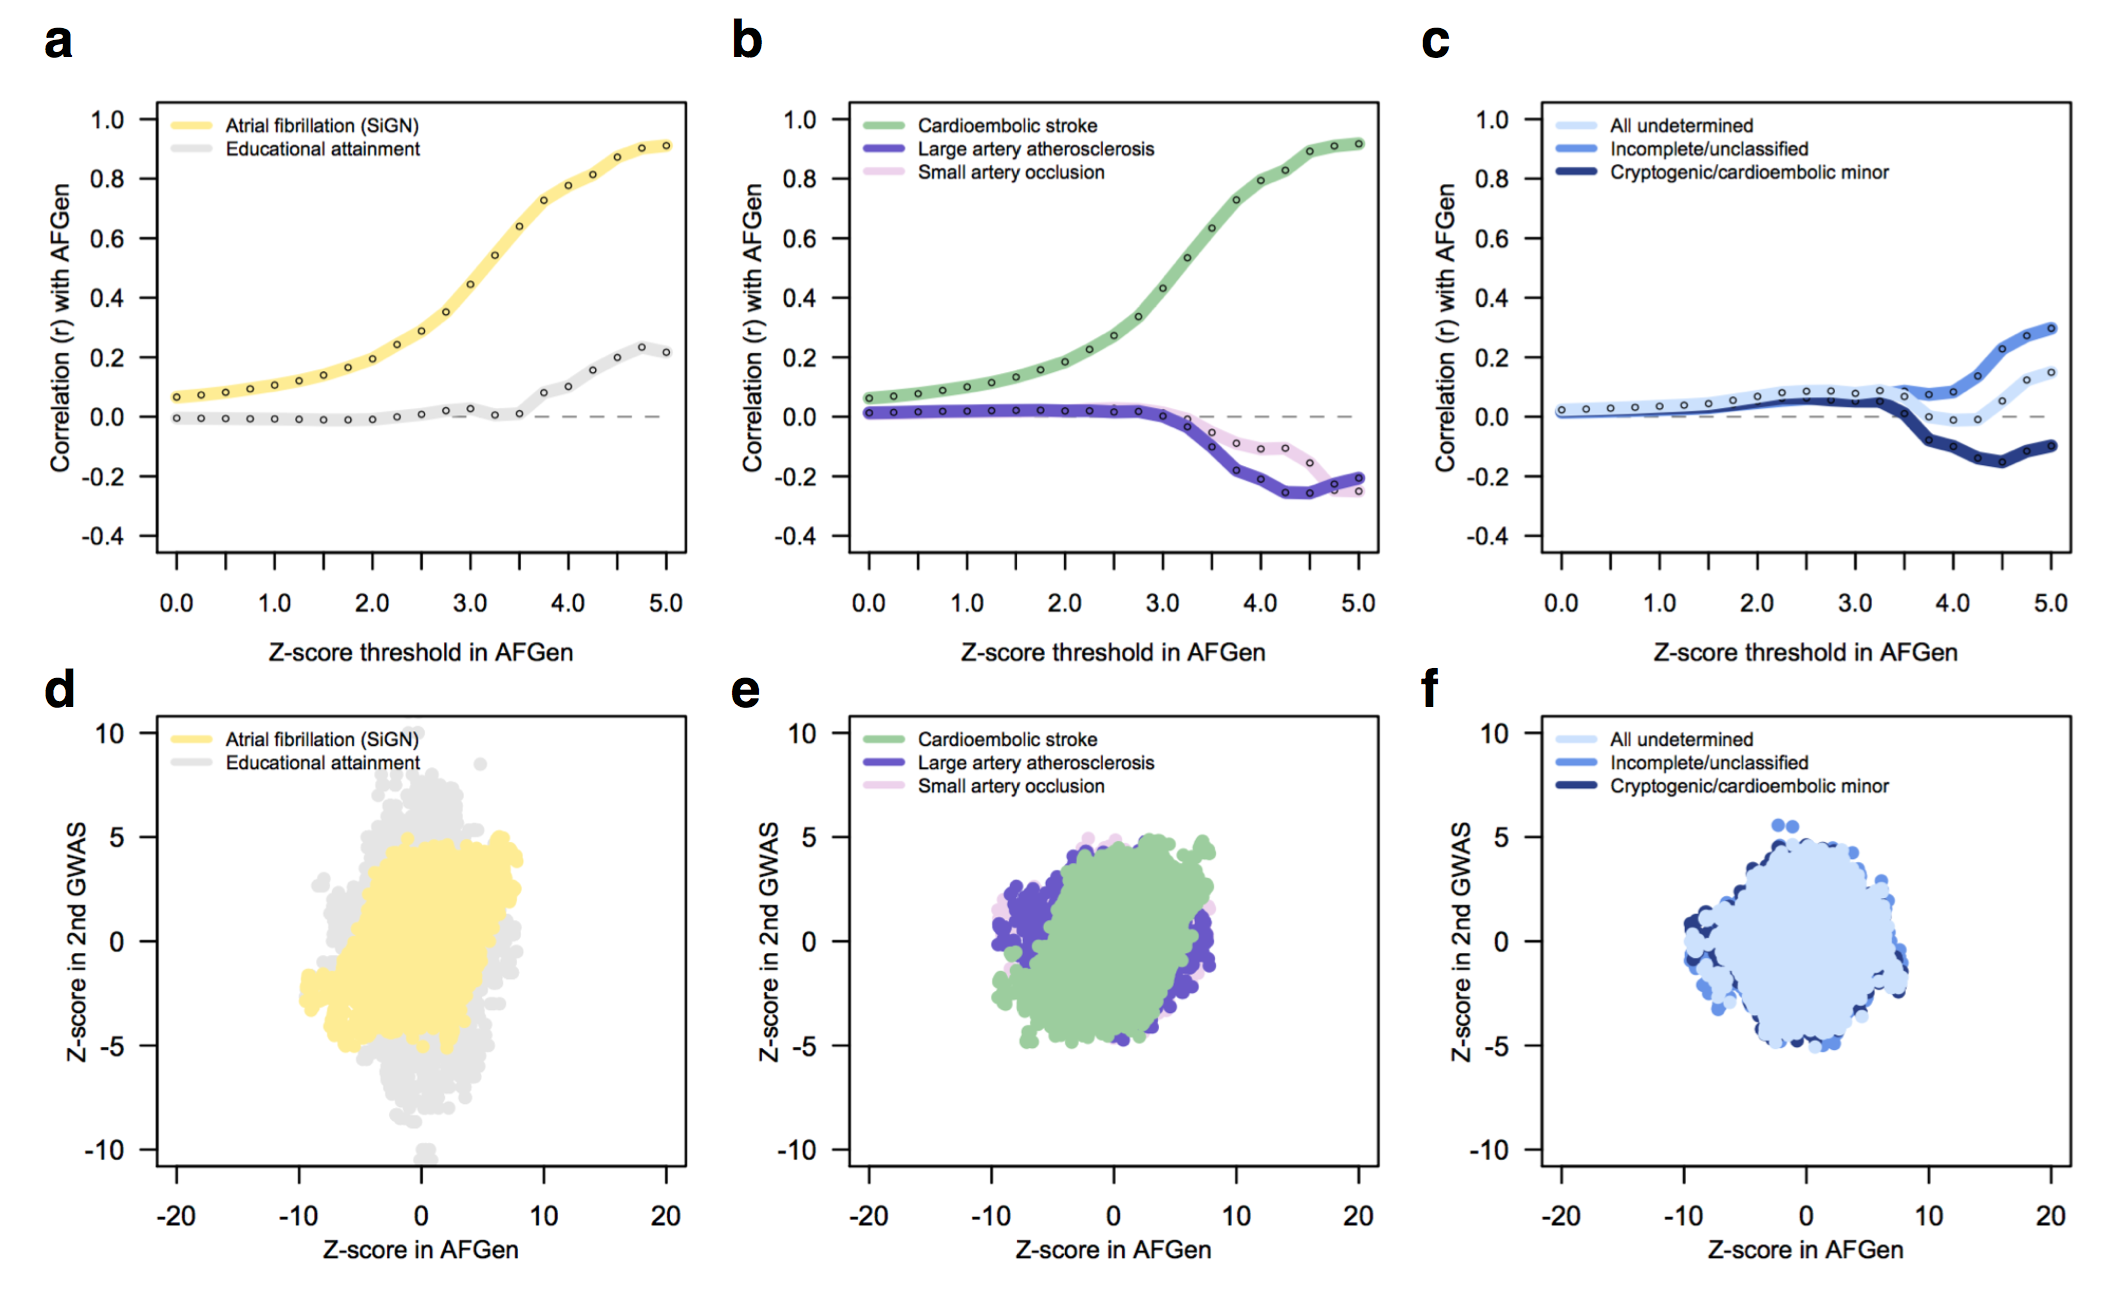 a
b
c
1.0
0.8
0.6
0.4
0.2
0.0
-0.2
-0.4
Correlation (r) with AFGen
Atrial fibrillation (SiGN)
Educational attainment
0.0 1.0 2.0 3.0 4.0 5.0
Z-score threshold in AFGen
1.0
0.8
0.6
0.4
0.2
0.0
-0.2
-0.4
Correlation (r) with AFGen
Cardioembolic stroke
Large artery atherosclerosis
Small artery occlusion
0.0 1.0 2.0 3.0 4.0 5.0
Z-score threshold in AFGen
1.0
0.8
0.6
0.4
0.2
0.0
-0.2
-0.4
Correlation (r) with AFGen
All undetermined
Incomplete/unclassified
Cryptogenic/cardioembolic minor
0.0 1.0 2.0 3.0 4.0 5.0
Z-score threshold in AFGen
d
e
f
10
5
0
-5
-10
Z-score in 2nd GWAS
Atrial fibrillation (SiGN)
Educational attainment
-20 -10 0 10 20
Z-score in AFGen
10
5
0
-5
-10
Z-score in 2nd GWAS
Cardioembolic stroke
Large artery atherosclerosis
Small artery occlusion
-20 -10 0 10 20
Z-score in AFGen
10
5
0
-5
-10
Z-score in 2nd GWAS
All undetermined
Incomplete/unclassified
Cryptogenic/cardioembolic minor
-20 -10 0 10 20
Z-score in AFGen